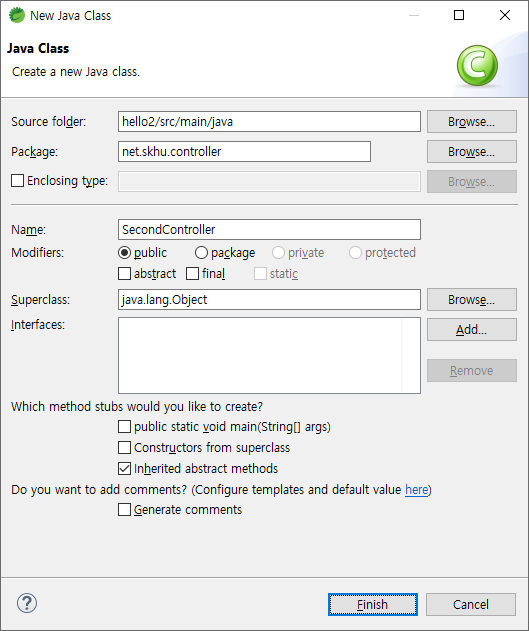 New Java Class
Java Class
Create a new Java class.
Source folder: hello2/src/main/java Browse...
Package: net.skhu.controller Browse...
Enclosing type: Browse...
Name: SecondController
Modifiers: public package private protected
abstract final static
Superclass: java.lang.Object Browse...
Interfaces: Add...
Remove
Which method stubs would you like to create?
public static void main(String[] args)
Constructors from superclass
Inherited abstract methods
Do you want to add comments? (Configure templates and default value here)
Generate comments
? Finish Cancel